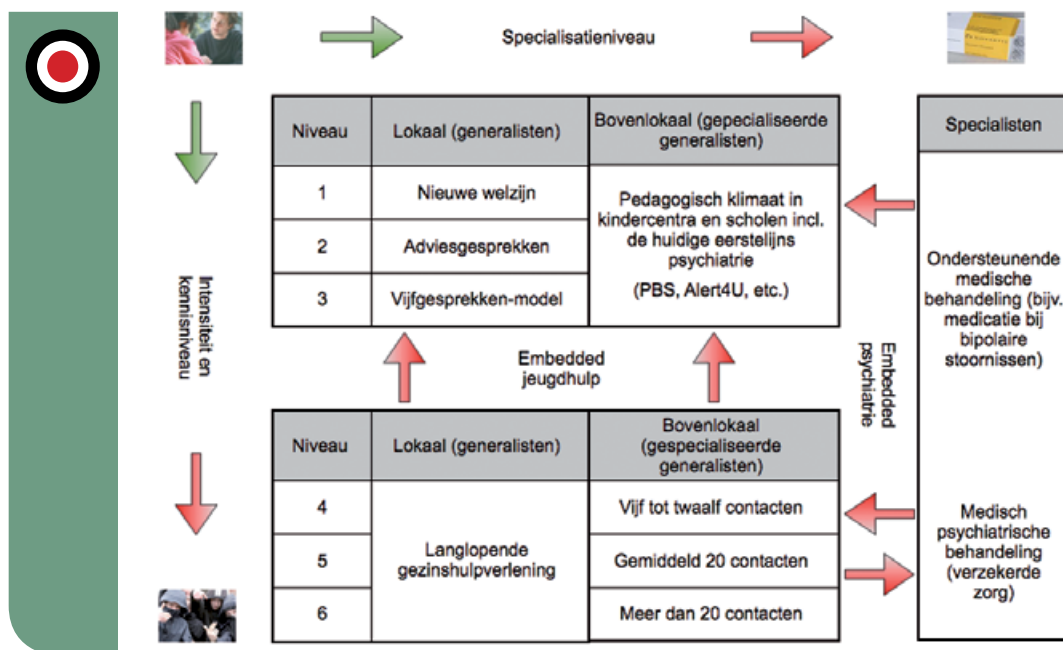 Specialisatieniveau
Niveau
Lokaal (generalisten)
Bovenlokaal (gepecialiseerde
generalisten)
1
Nieuwe welzijn
2
Adviesgesprekken
3
Vijfgesprekken-model
Pedagogisch klimaat in
kindercentra en scholen incl.
de huidige eerstelijns
psychiatrie
(PBS, Alert4U, etc.)
Intensiteit en
kennisniveau
Embedded
jeugdhulp
Embedded
psychiatrie
Niveau
Lokaal (generalisten)
Bovenlokaal
(gespecialiseerde
generalisten)
4
Vijf tot twaalf contacten
5
Gemiddeld 20 contacten
6
Meer dan 20 contacten
Langlopende
gezinshulpverlening
Specialisten
Ondersteunende
medische
behandeling (bijv.
medicatie bij
bipolaire
stoornissen)
Medisch
psychiatrische
behandeling
(verzekerde
zorg)